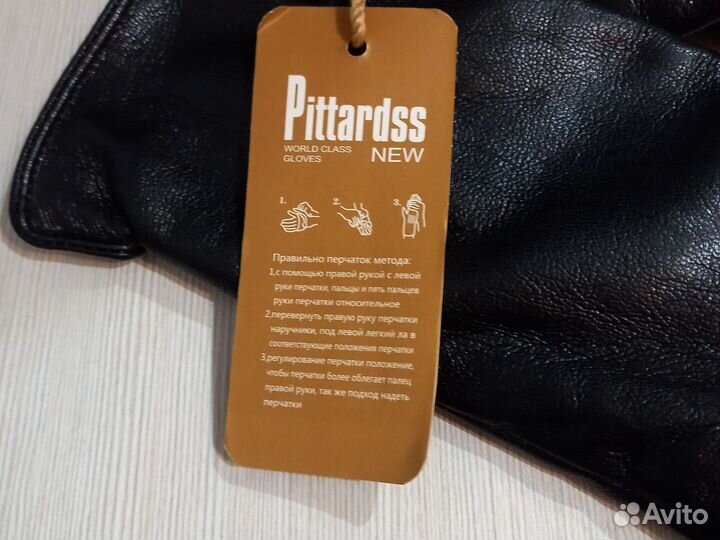 Pittardss
WORLD CLASS
GLOVES
NEW
1.
2.
3.
Правильно перчаток метода:
1,с помощью правой рукой с левой
руки перчатки, пальцы и пять пальцев
руки перчатки относительное
2.перевернуть правую руку перчатки
наручники, под левой легкий ла в
соответствующие положения перчатки
3,регулирование перчатки положение,
чтобы перчатки более облегает палец
правой руки, так же подход надеть
перчатки
Avito